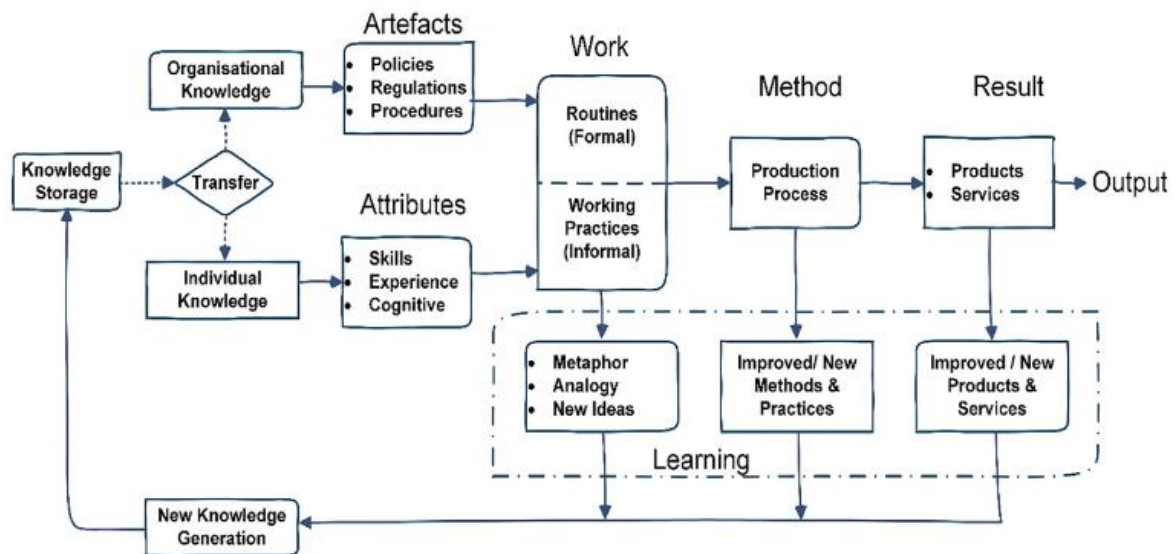 Artefacts
Work
Method
Result
Organisational
Knowledge
• Policies
• Regulations
• Procedures
Routines
(Formal)
Working
Practices
(Informal)
Knowledge
Storage
Transfer
Production
Process
• Products
• Services
Output
Attributes
Individual
Knowledge
• Skills
• Experience
• Cognitive
• Metaphor
• Analogy
• New Ideas
Improved/ New
Methods &
Practices
Improved / New
Products &
Services
Learning
New Knowledge
Generation